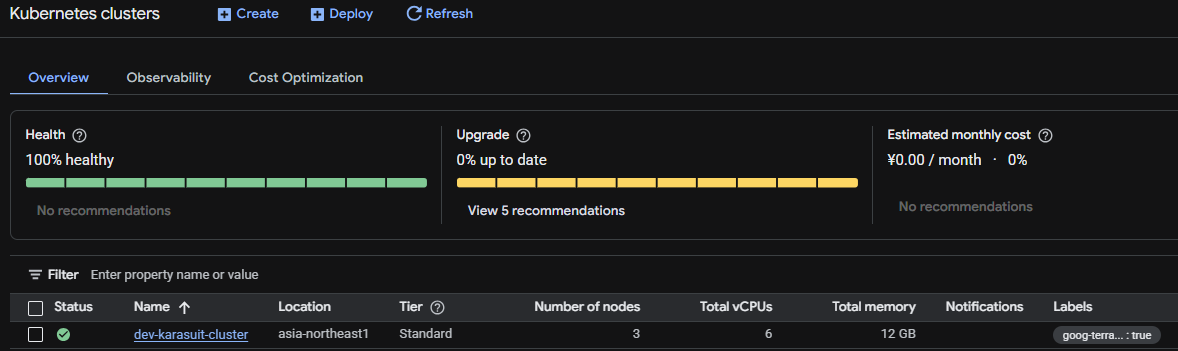 Kubernetes clusters Create Deploy Refresh
Overview Observability Cost Optimization
Health
100% healthy
No recommendations
Upgrade
0% up to date
View 5 recommendations
Estimated monthly cost
¥0.00 / month · 0%
No recommendations
Filter Enter property name or value
Status Name Location Tier Number of nodes Total vCPUs Total memory Notifications Labels
dev-karasuit-cluster asia-northeast1 Standard 3 6 12 GB goog-terra... : true